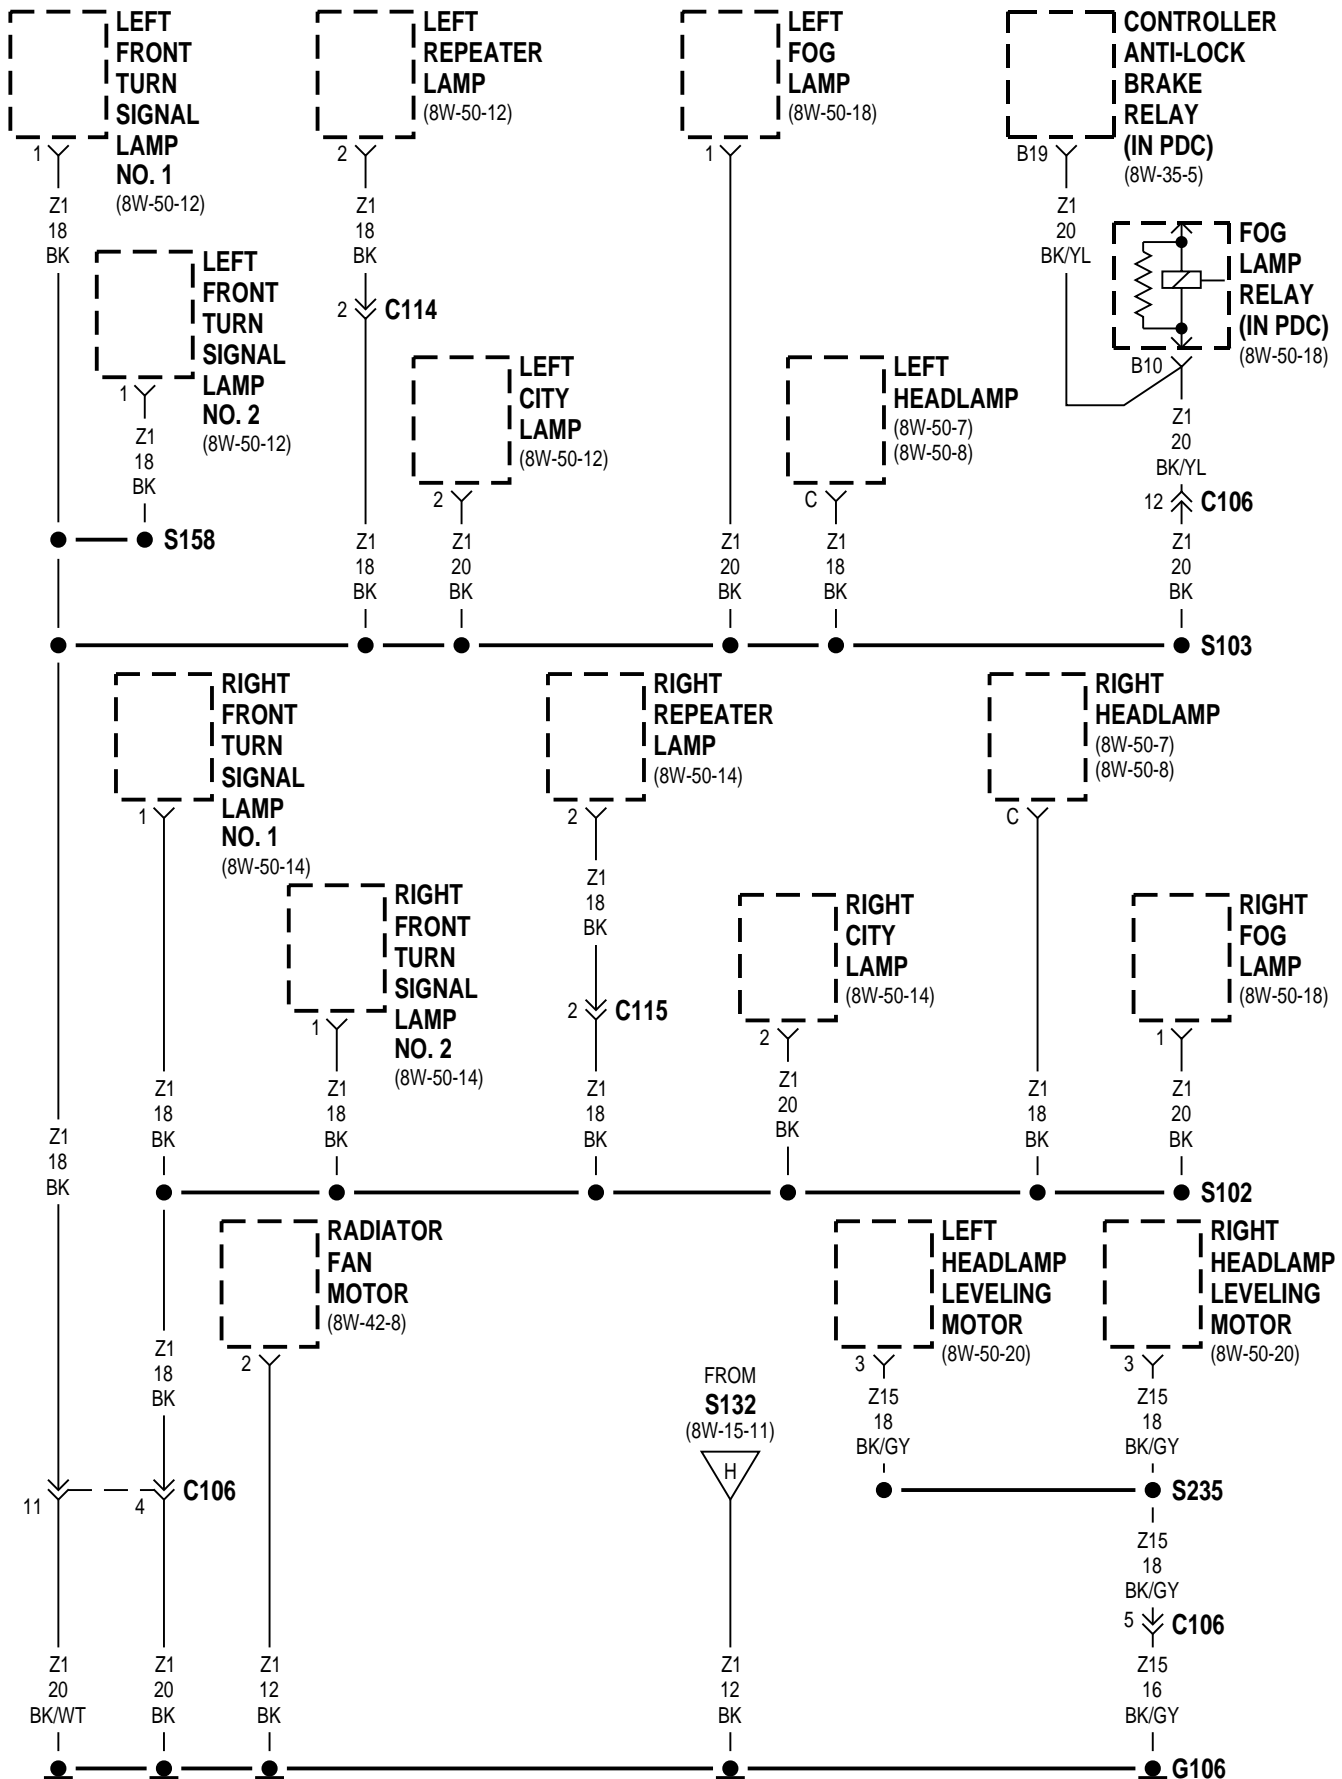 LEFT
FRONT
TURN
SIGNAL
LAMP
NO. 1
(8W-50-12)
1
Z1
18
BK
LEFT
REPEATER
LAMP
(8W-50-12)
2
Z1
18
BK
2
C114
LEFT
FOG
LAMP
(8W-50-18)
1
CONTROLLER
ANTI-LOCK
BRAKE
RELAY
(IN PDC)
(8W-35-5)
B19
Z1
20
BK/YL
FOG
LAMP
RELAY
(IN PDC)
(8W-50-18)
B10
Z1
20
BK/YL
12
C106
Z1
20
BK
LEFT
FRONT
TURN
SIGNAL
LAMP
NO. 2
(8W-50-12)
1
Z1
18
BK
S158
LEFT
CITY
LAMP
(8W-50-12)
2
LEFT
HEADLAMP
(8W-50-7)
(8W-50-8)
C
Z1
18
BK
Z1
20
BK
Z1
20
BK
Z1
18
BK
S103
RIGHT
FRONT
TURN
SIGNAL
LAMP
NO. 1
(8W-50-14)
1
RIGHT
REPEATER
LAMP
(8W-50-14)
2
Z1
18
BK
2
C115
RIGHT
HEADLAMP
(8W-50-7)
(8W-50-8)
C
RIGHT
FRONT
TURN
SIGNAL
LAMP
NO. 2
(8W-50-14)
1
RIGHT
CITY
LAMP
(8W-50-14)
2
RIGHT
FOG
LAMP
(8W-50-18)
1
Z1
18
BK
Z1
18
BK
Z1
18
BK
Z1
18
BK
Z1
20
BK
Z1
18
BK
Z1
20
BK
S102
RADIATOR
FAN
MOTOR
(8W-42-8)
2
LEFT
HEADLAMP
LEVELING
MOTOR
(8W-50-20)
3
RIGHT
HEADLAMP
LEVELING
MOTOR
(8W-50-20)
3
Z1
18
BK
FROM
S132
(8W-15-11)
H
Z15
18
BK/GY
Z15
18
BK/GY
11
4
C106
S235
Z15
18
BK/GY
5
C106
Z1
20
BK/WT
Z1
20
BK
Z1
12
BK
Z1
12
BK
Z15
16
BK/GY
G106